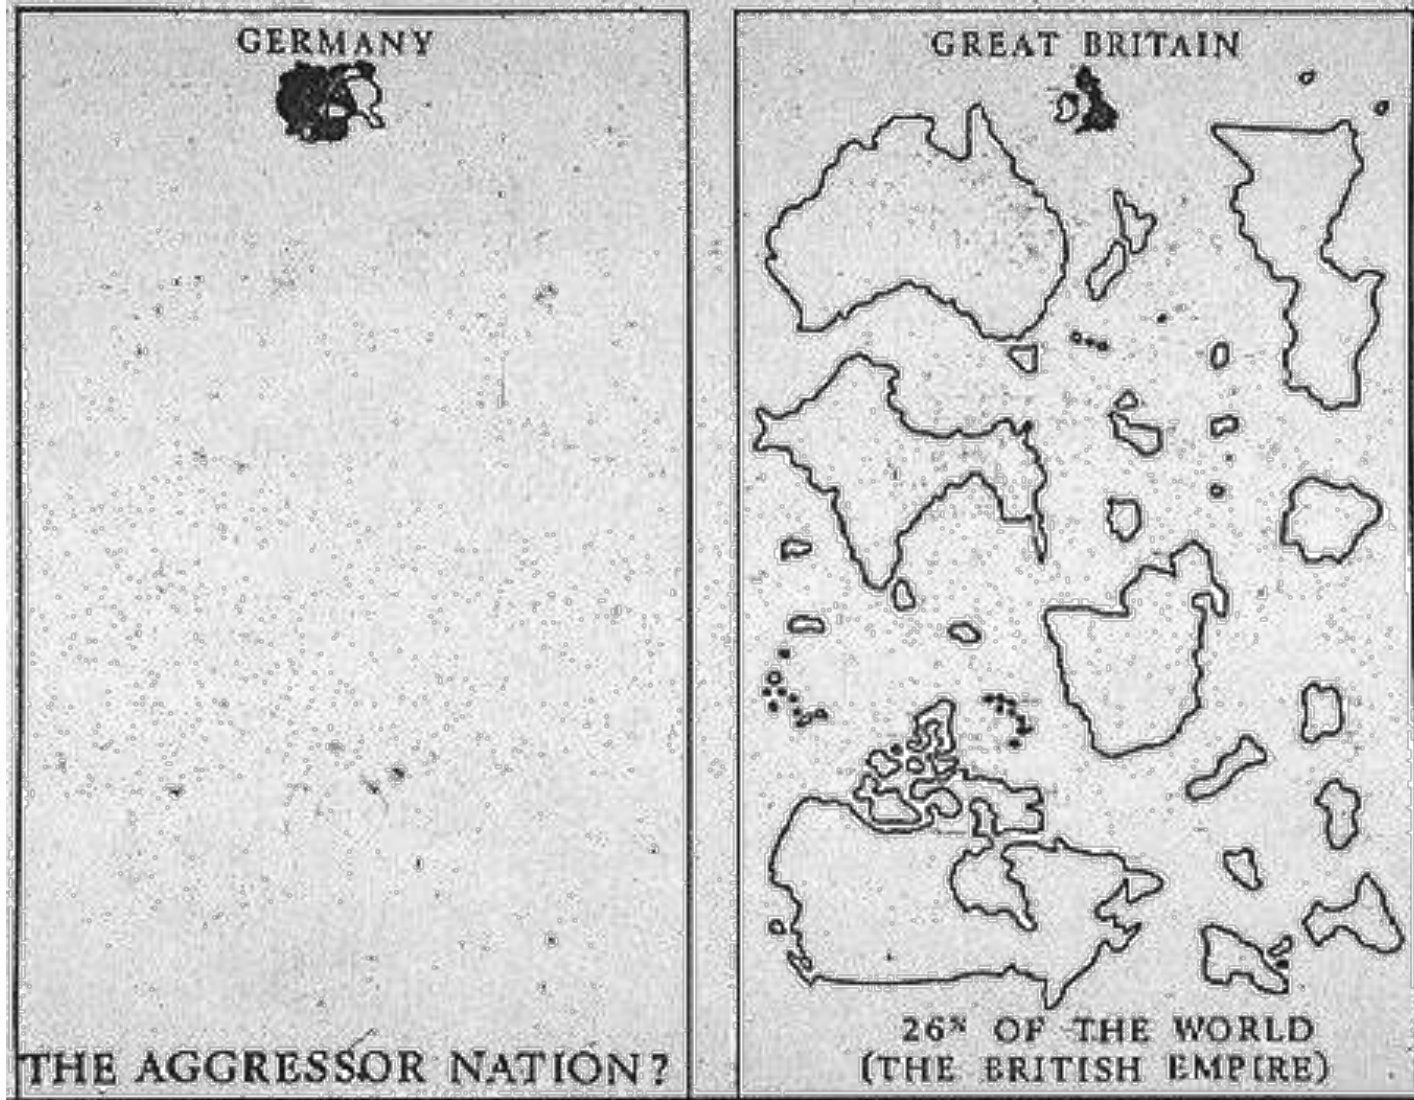 GERMANY
THE AGGRESSOR NATION?
GREAT BRITAIN
26% OF THE WORLD
(THE BRITISH EMPIRE)